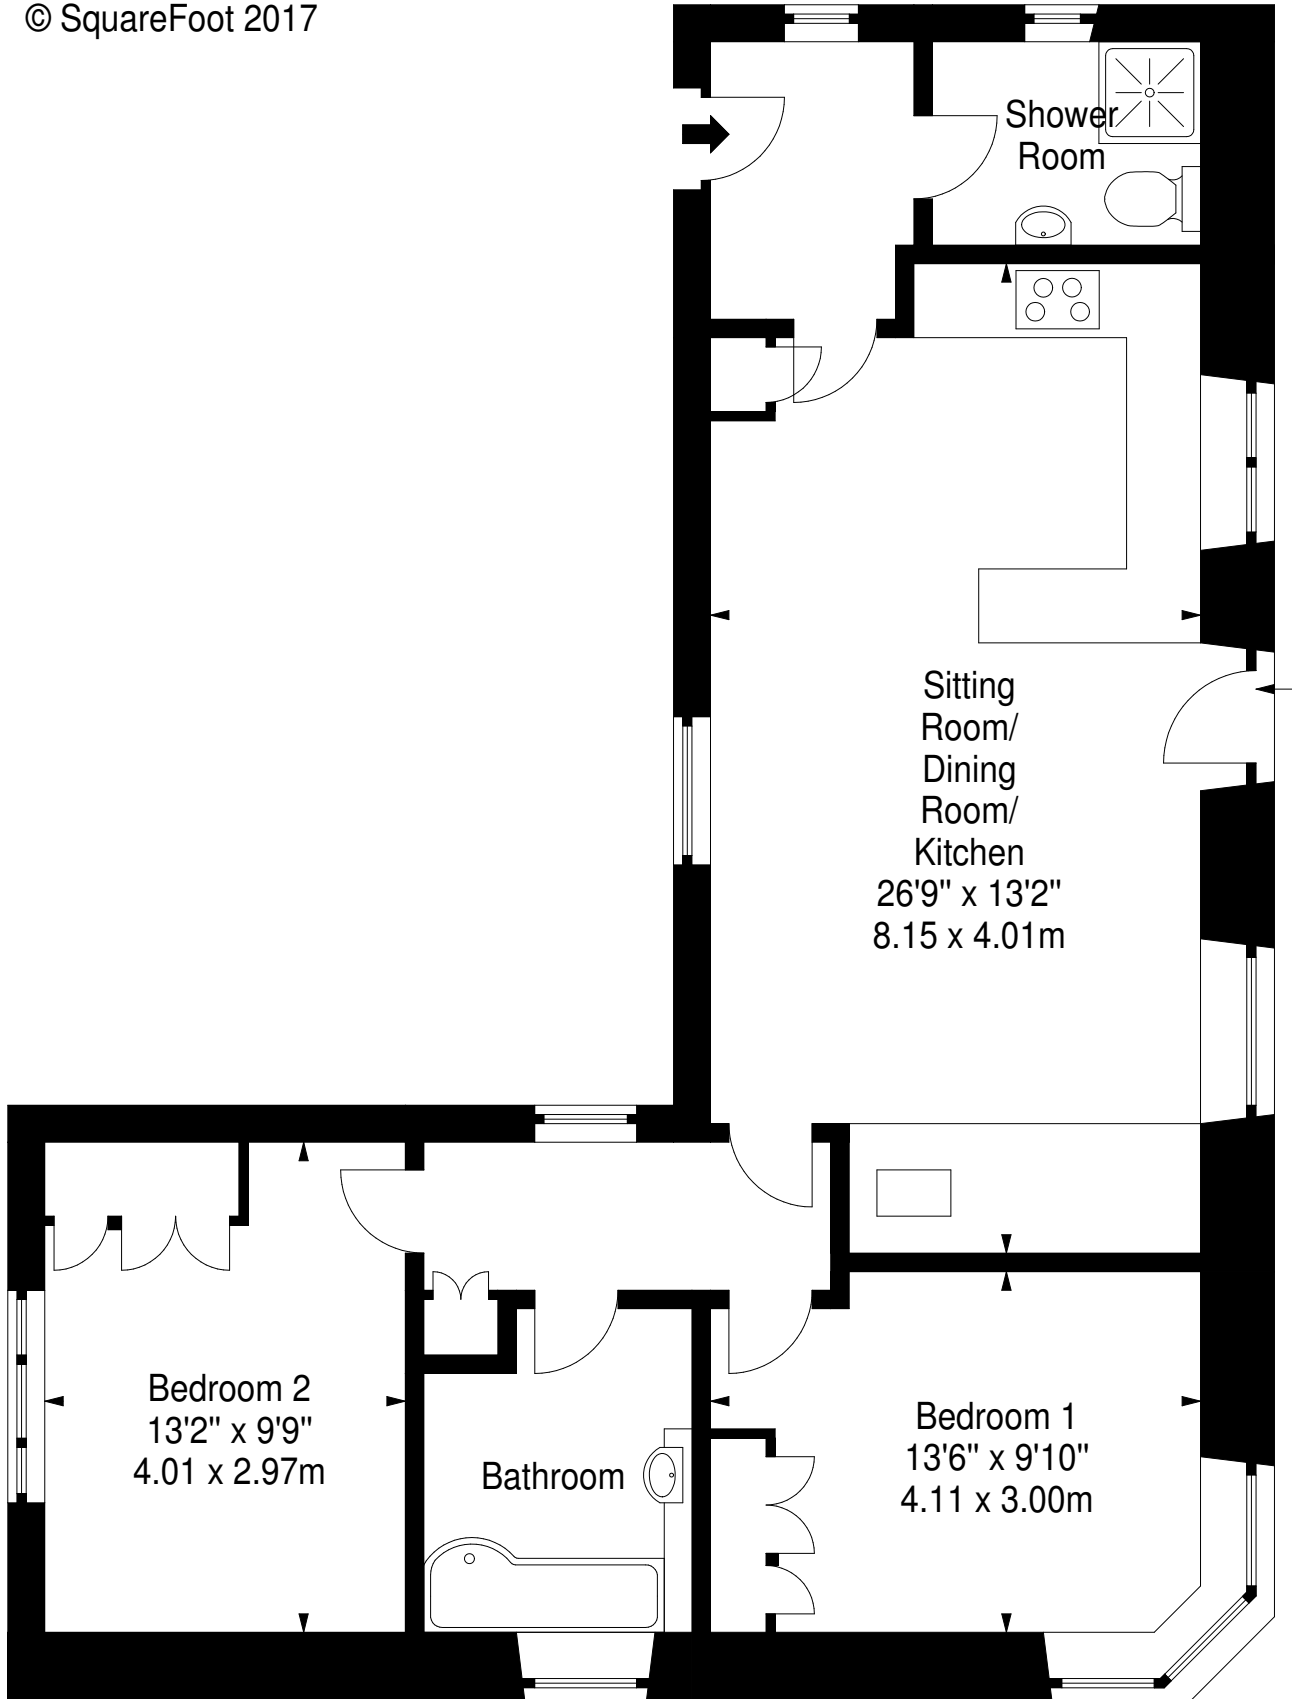 © SquareFoot 2017
Shower
Room
Sitting
Room/
Dining
Room/
Kitchen
26'9" x 13'2"
8.15 x 4.01m
Bedroom 2
13'2" x 9'9"
4.01 x 2.97m
Bathroom
Bedroom 1
13'6" x 9'10"
4.11 x 3.00m